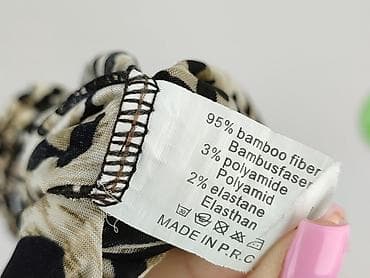 95% bamboo fiber
Bambusfaser
3% polyamide
Polyamid
2% elastane
Elasthan
MADE IN P.R.C